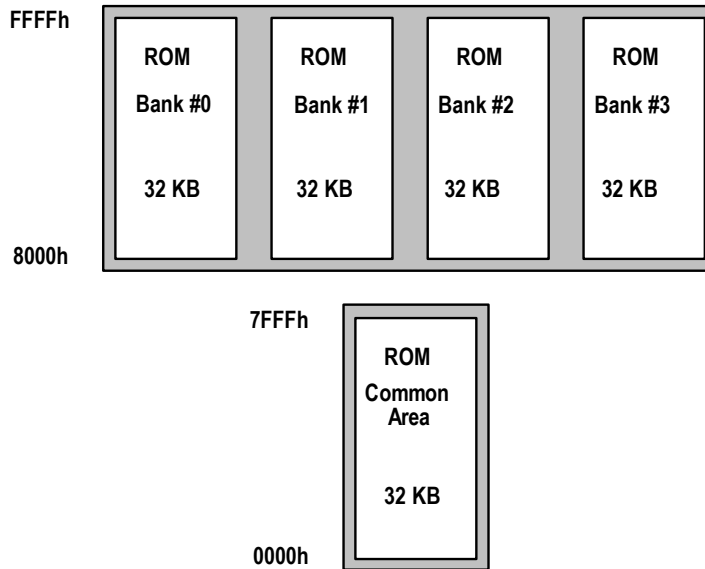 FFFFh
ROM
Bank #0
32 KB
ROM
Bank #1
32 KB
ROM
Bank #2
32 KB
ROM
Bank #3
32 KB
8000h
7FFFh
ROM
Common
Area
32 KB
0000h